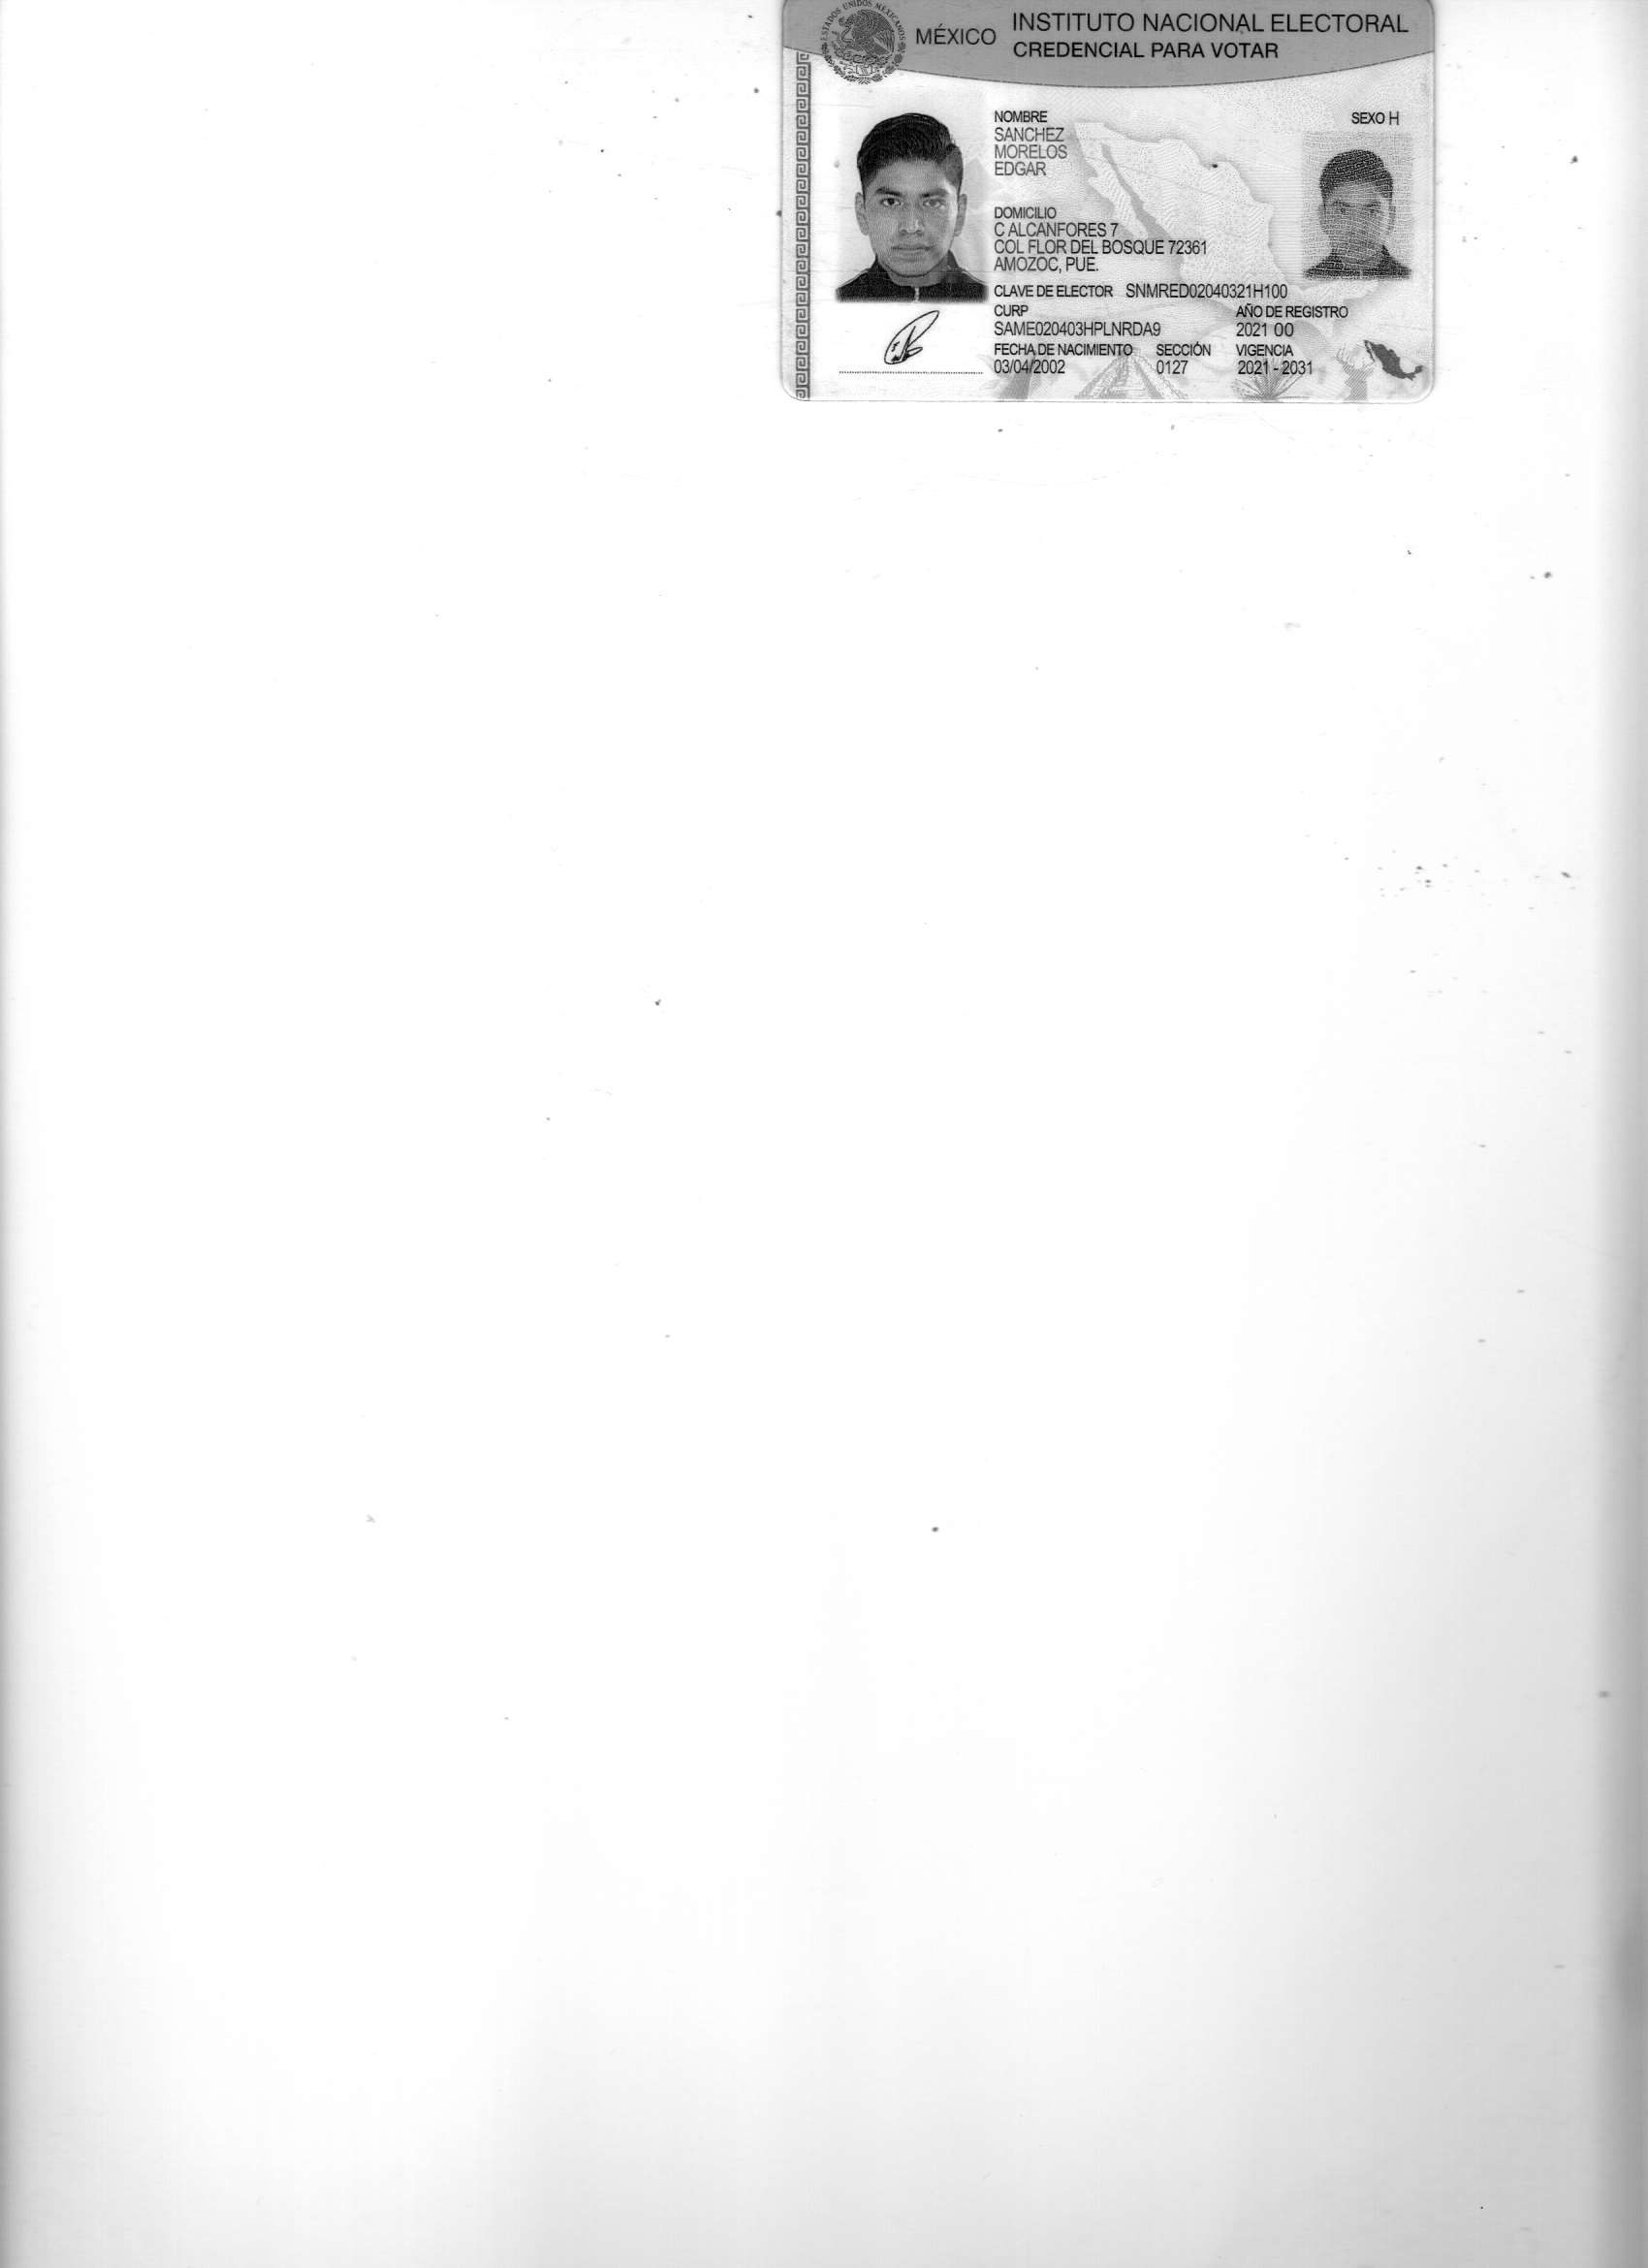 ESTADOS UNIDOS MEXICANOS
MÉXICO
INSTITUTO NACIONAL ELECTORAL
CREDENCIAL PARA VOTAR
NOMBRE
SANCHEZ
MORELOS
EDGAR
SEXO H
DOMICILIO
C ALCANFORES 7
COL FLOR DEL BOSQUE 72361
AMOZOC, PUE.
CLAVE DE ELECTOR SNMRED02040321H100
CURP
SAME020403HPLNRDA9
AÑO DE REGISTRO
2021 00
FECHA DE NACIMIENTO
03/04/2002
SECCIÓN
0127
VIGENCIA
2021 - 2031